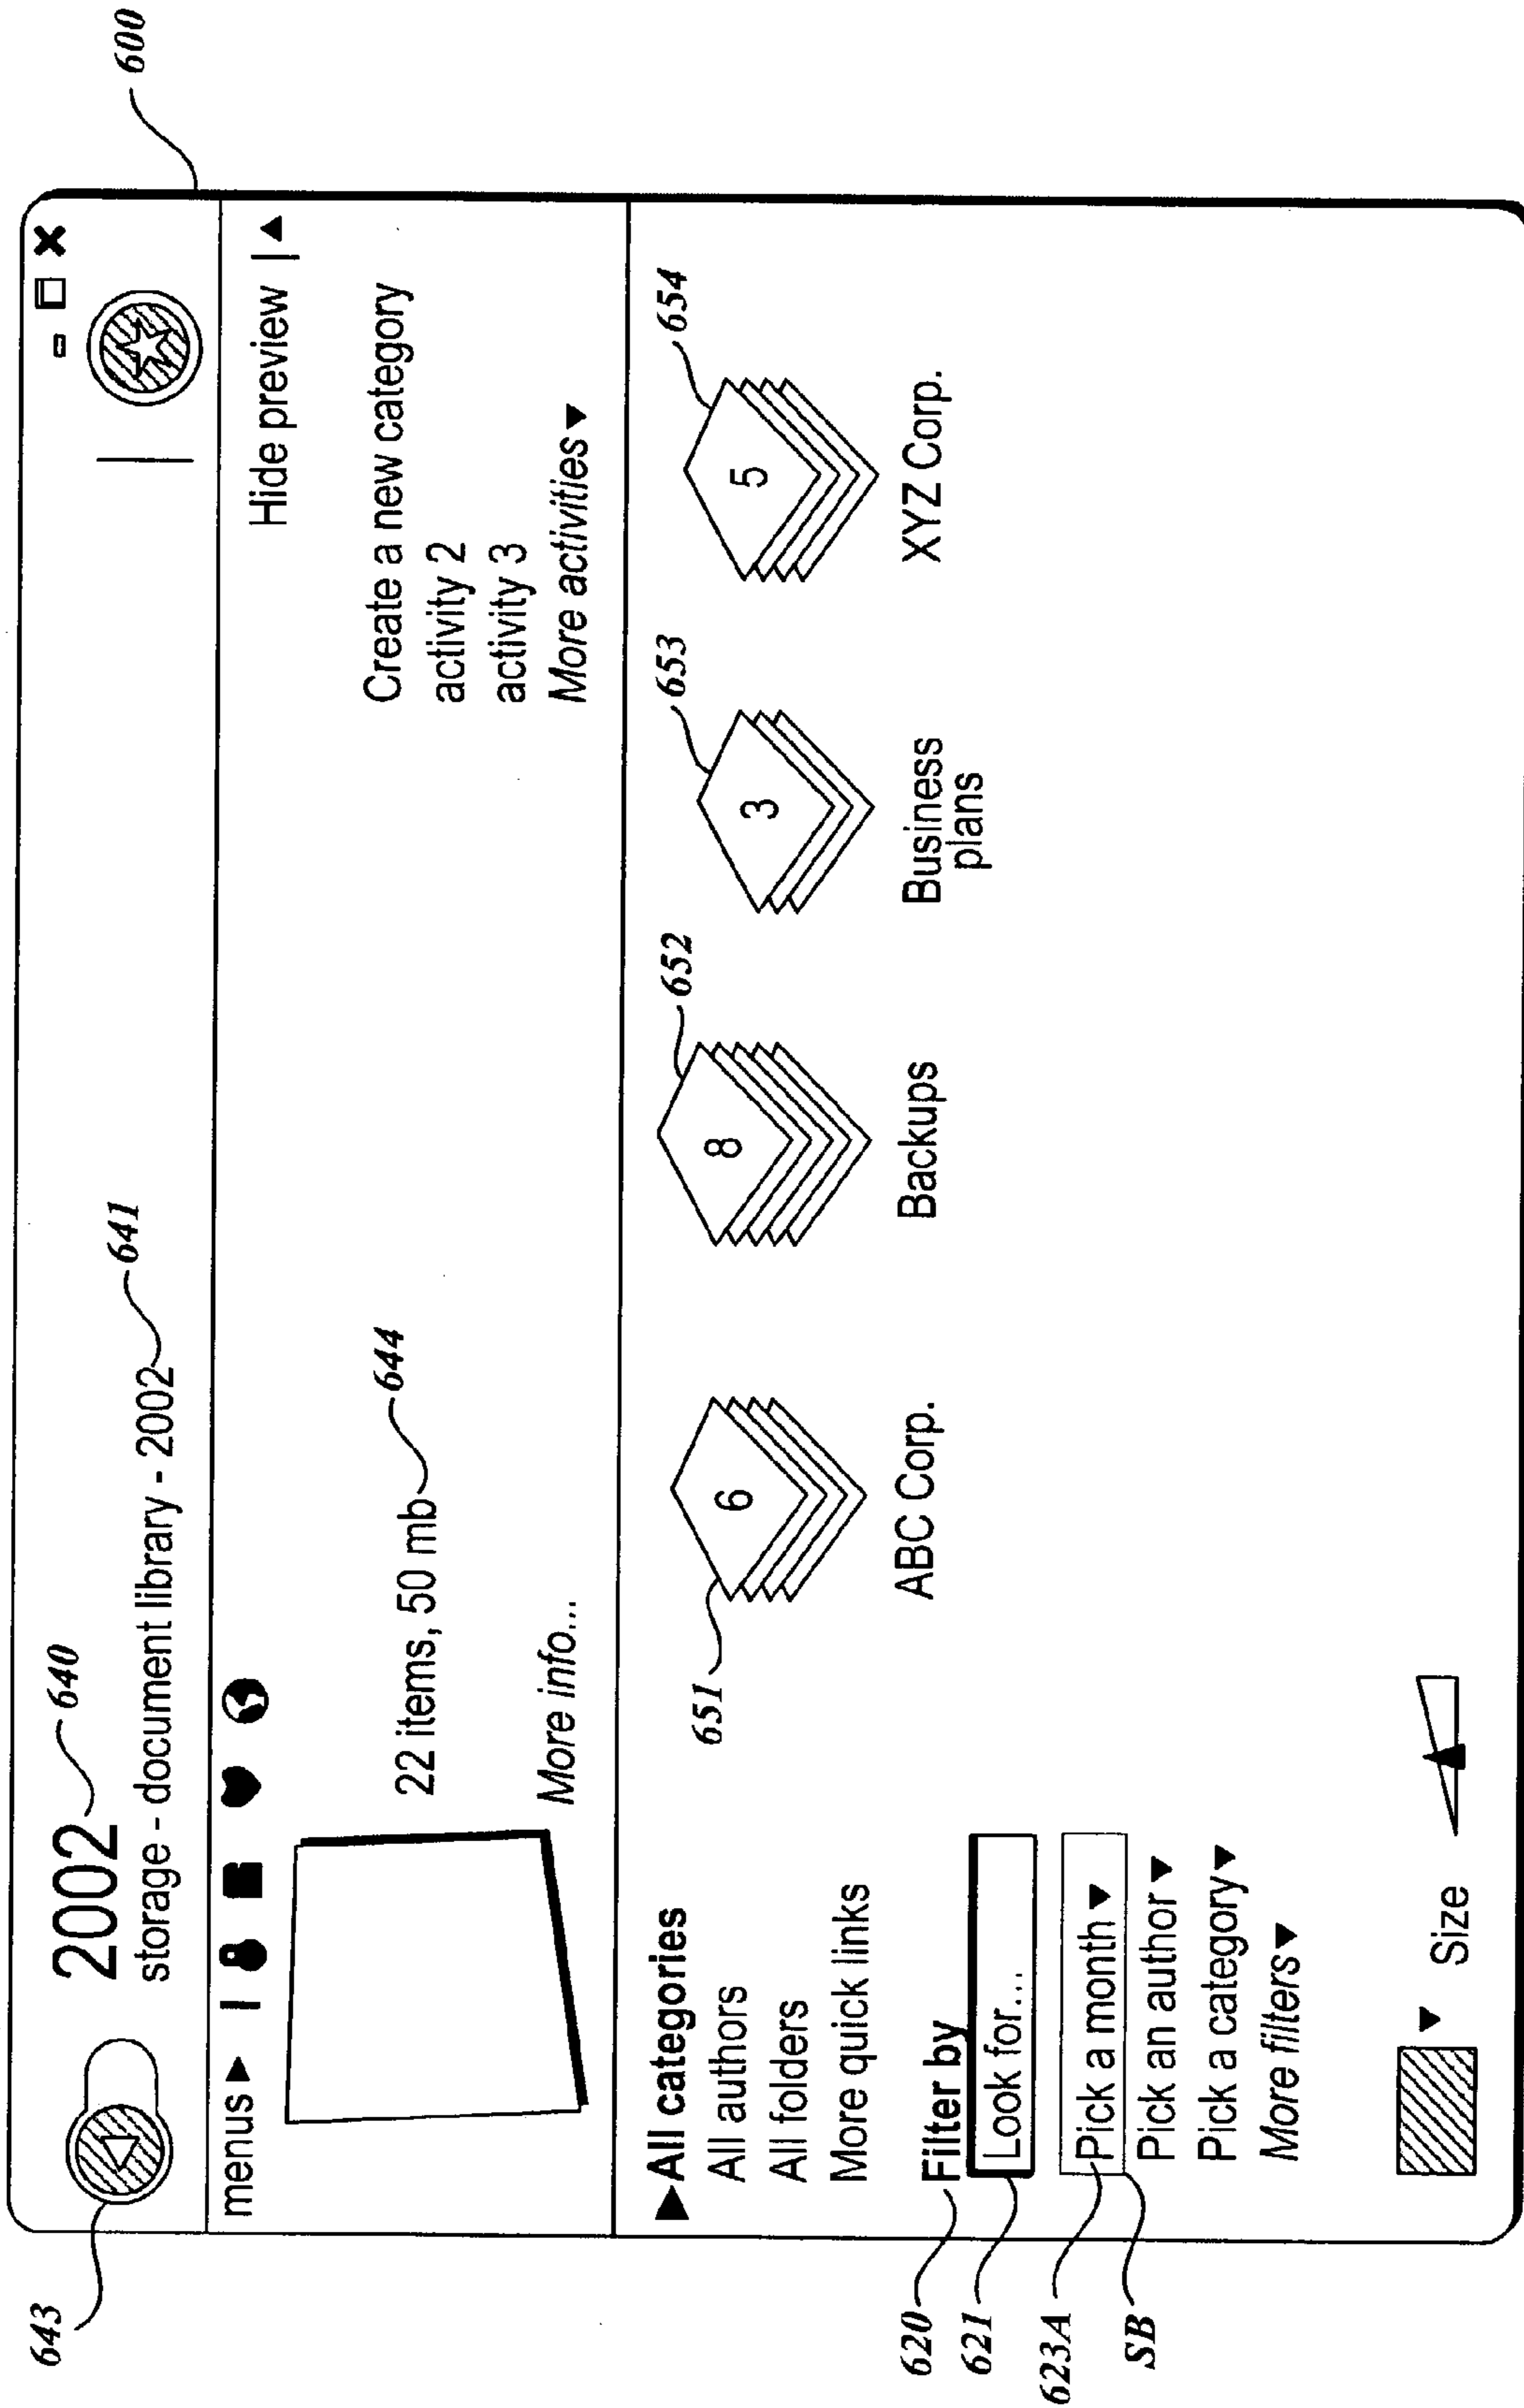 600
2002 640
storage - document library - 2002 641
643
menus
Hide preview
22 items, 50 mb 644
More info...
Create a new category
activity 2
activity 3
More activities
All categories
All authors
All folders
More quick links
620 Filter by
621 Look for...
623A Pick a month
SB
Pick an author
Pick a category
More filters
Size
651
6
ABC Corp.
652
8
Backups
653
3
Business
plans
654
5
XYZ Corp.